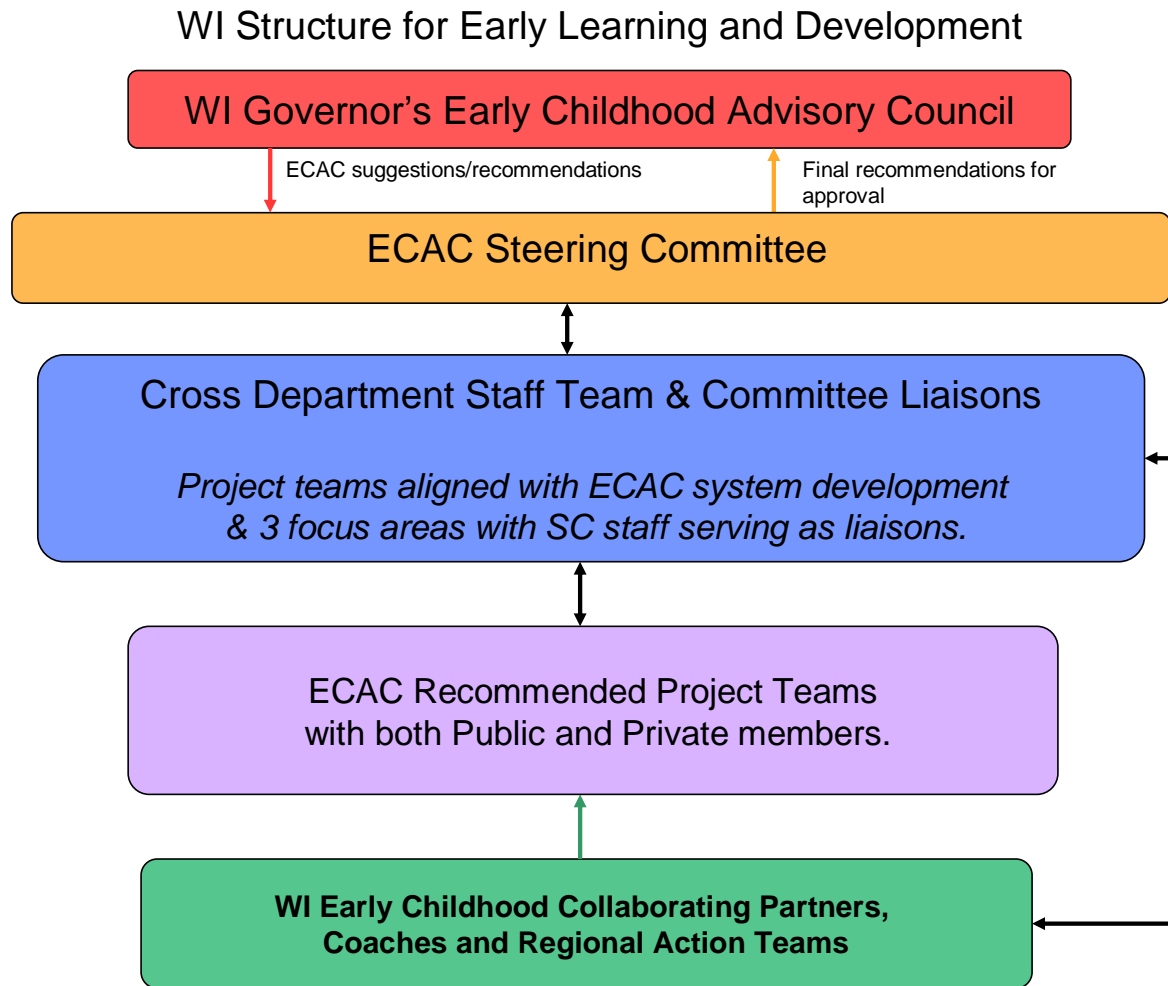 WI Structure for Early Learning and Development
WI Governor's Early Childhood Advisory Council
ECAC suggestions/recommendations
Final recommendations for
approval
ECAC Steering Committee
Cross Department Staff Team & Committee Liaisons
Project teams aligned with ECAC system development
& 3 focus areas with SC staff serving as liaisons.
ECAC Recommended Project Teams
with both Public and Private members.
WI Early Childhood Collaborating Partners,
Coaches and Regional Action Teams